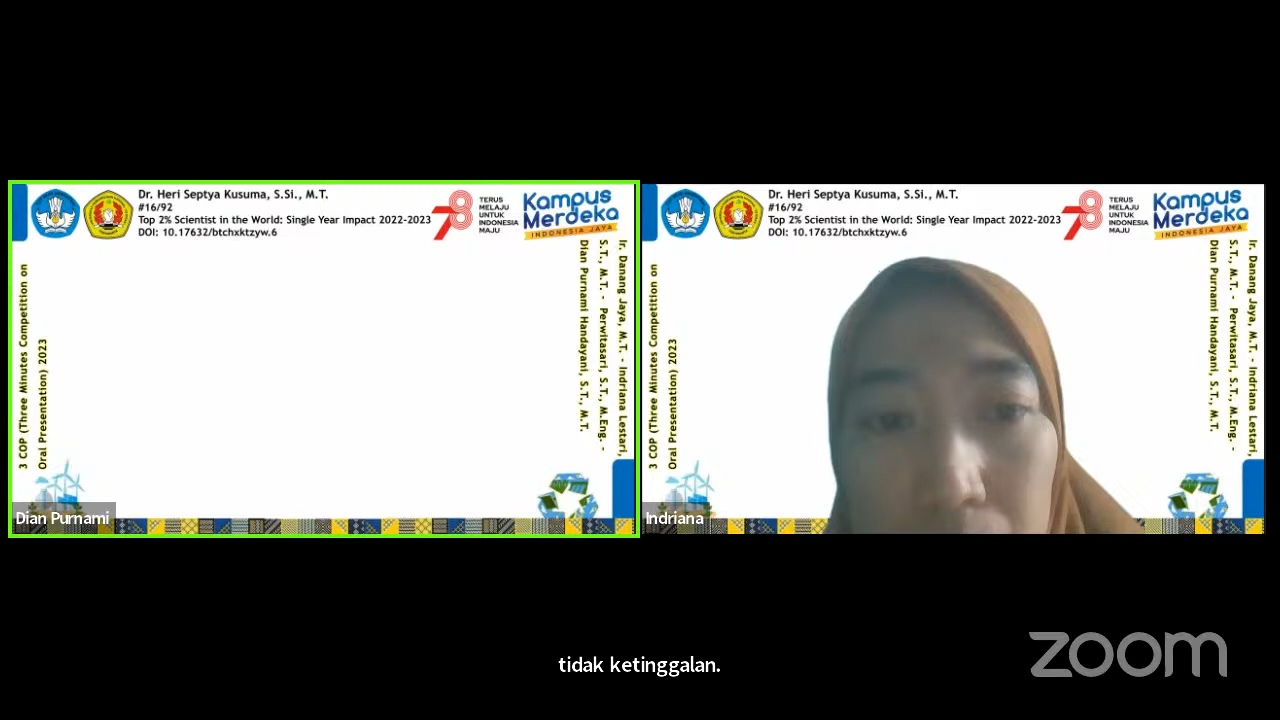 Dr. Heri Septya Kusuma, S.Si., M.T.
#16/92
Top 2% Scientist in the World: Single Year Impact 2022-2023
DOI: 10.17632/btchxktzyw.6
78
TERUS
MELAJU
UNTUK
INDONESIA
MAJU
Kampus
Merdeka
INDONESIA JAYA
3 COP (Three Minutes Competition on
Oral Presentation) 2023
Ir. Danang Jaya, M.T. - Indriana Lestari,
S.T., M.T. - Perwitasari, S.T., M.Eng. -
Dian Purnami Handayani, S.T., M.T.
Dian Purnami
Dr. Heri Septya Kusuma, S.Si., M.T.
#16/92
Top 2% Scientist in the World: Single Year Impact 2022-2023
DOI: 10.17632/btchxktzyw.6
78
TERUS
MELAJU
UNTUK
INDONESIA
MAJU
Kampus
Merdeka
INDONESIA JAYA
3 COP (Three Minutes Competition on
Oral Presentation) 2023
Ir. Danang Jaya, M.T. - Indriana Lestari,
S.T., M.T. - Perwitasari, S.T., M.Eng. -
Dian Purnami Handayani, S.T., M.T.
Indriana
tidak ketinggalan.
zoom